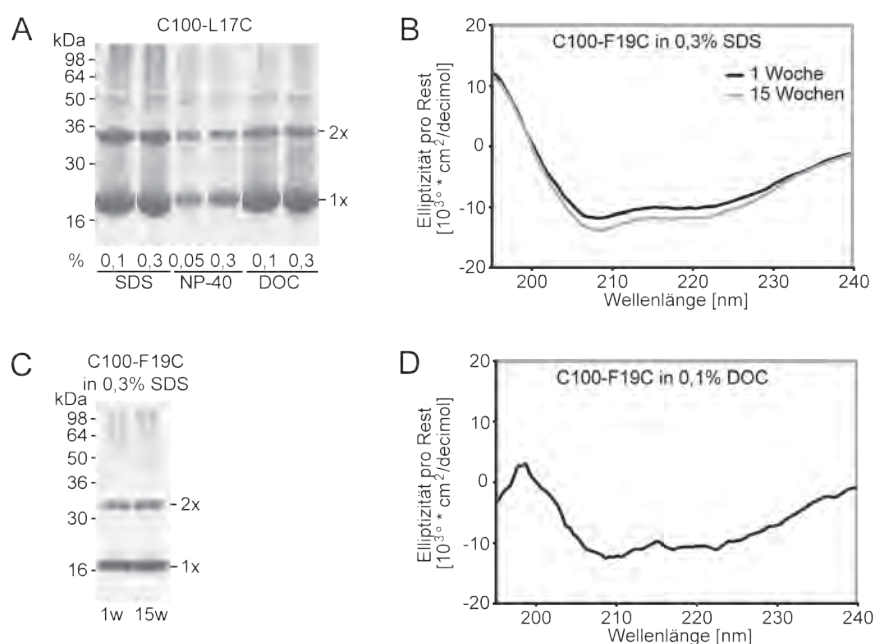 A
C100-L17C
kDa
98-
64-
50-
36-
30-
16-
-2x
-1x
% 0,1 0,3 0,05 0,3 0,1 0,3
SDS NP-40 DOC
B
C100-F19C in 0,3% SDS
1 Woche
15 Wochen
Elliptizität pro Rest
[10³° * cm²/decimol]
20
10
0
-10
-20
200 210 220 230 240
Wellenlänge [nm]
C
C100-F19C
in 0,3% SDS
kDa
98-
64-
50-
36-
30-
16-
-2x
-1x
1w 15w
D
C100-F19C in 0,1% DOC
Elliptizität pro Rest
[10³° * cm²/decimol]
20
10
0
-10
-20
200 210 220 230 240
Wellenlänge [nm]